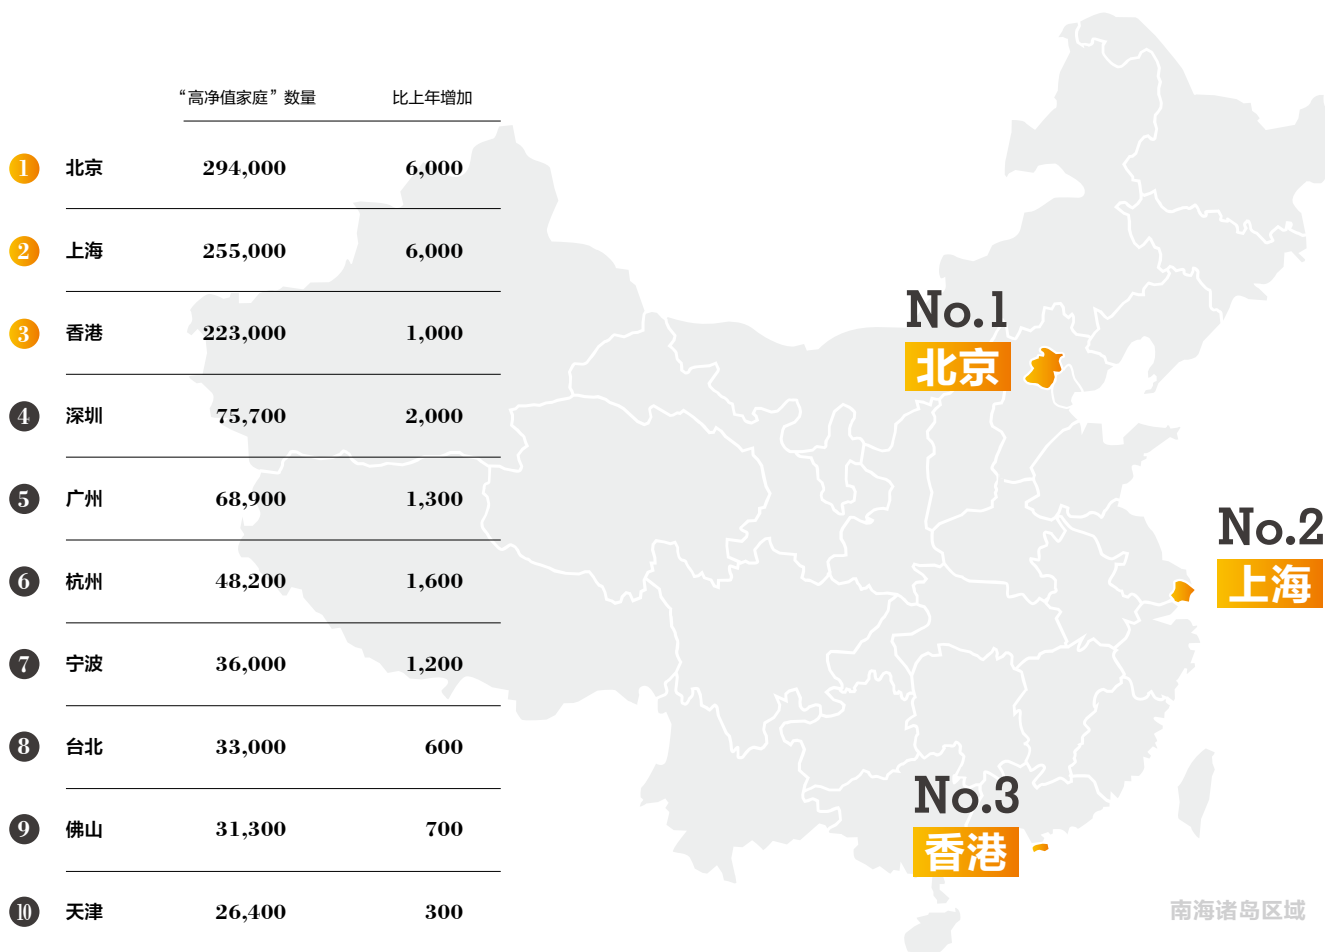 “高净值家庭”数量 比上年增加
1 北京 294,000 6,000
2 上海 255,000 6,000
3 香港 223,000 1,000
4 深圳 75,700 2,000
5 广州 68,900 1,300
6 杭州 48,200 1,600
7 宁波 36,000 1,200
8 台北 33,000 600
9 佛山 31,300 700
10 天津 26,400 300
No.1
北京
No.2
上海
No.3
香港
南海诸岛区域